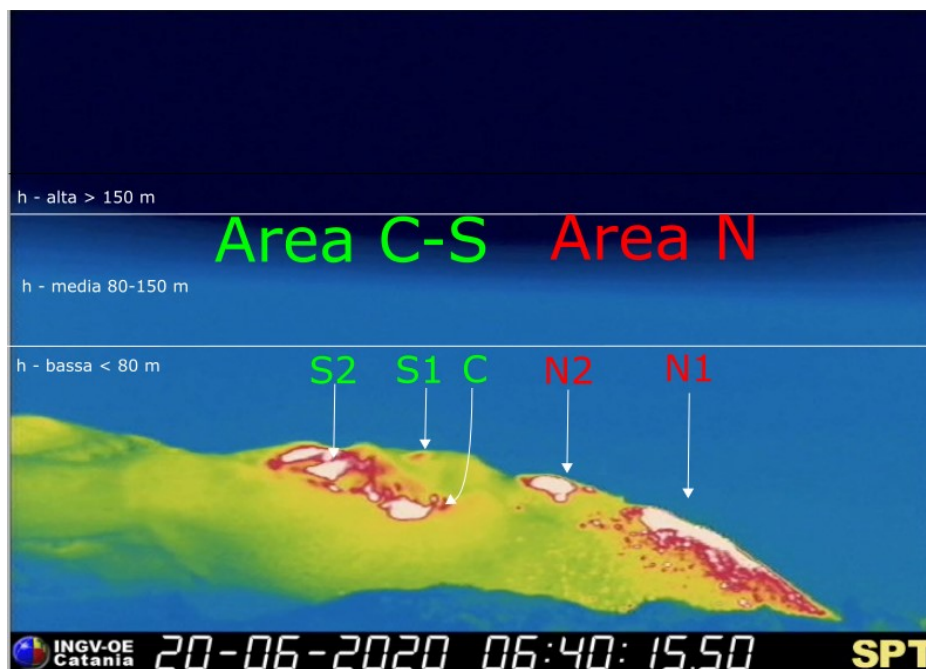 h - alta > 150 m
Area C-S Area N
h - media 80-150 m
h - bassa < 80 m
S2 S1 C N2 N1
INGV-OE
Catania 20-06-2020 06:40:15.50 SPT